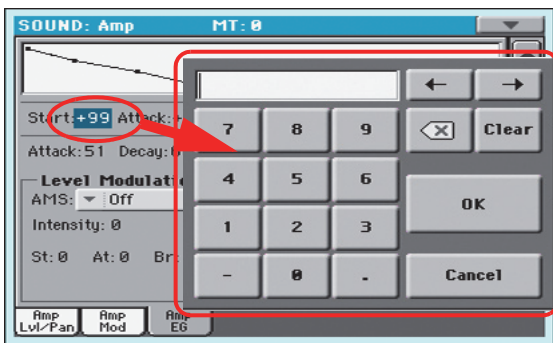 SOUND: Amp MT: 0
Start: +99 Attack:+
Attack: 51 Decay:
Level Modulati
AMS: Off
Intensity: 0
St: 0 At: 0 Br:
Amp Lvl/Pan
Amp Mod
Amp EG
← →
7 8 9 Clear
4 5 6
OK
1 2 3
- 0 . Cancel